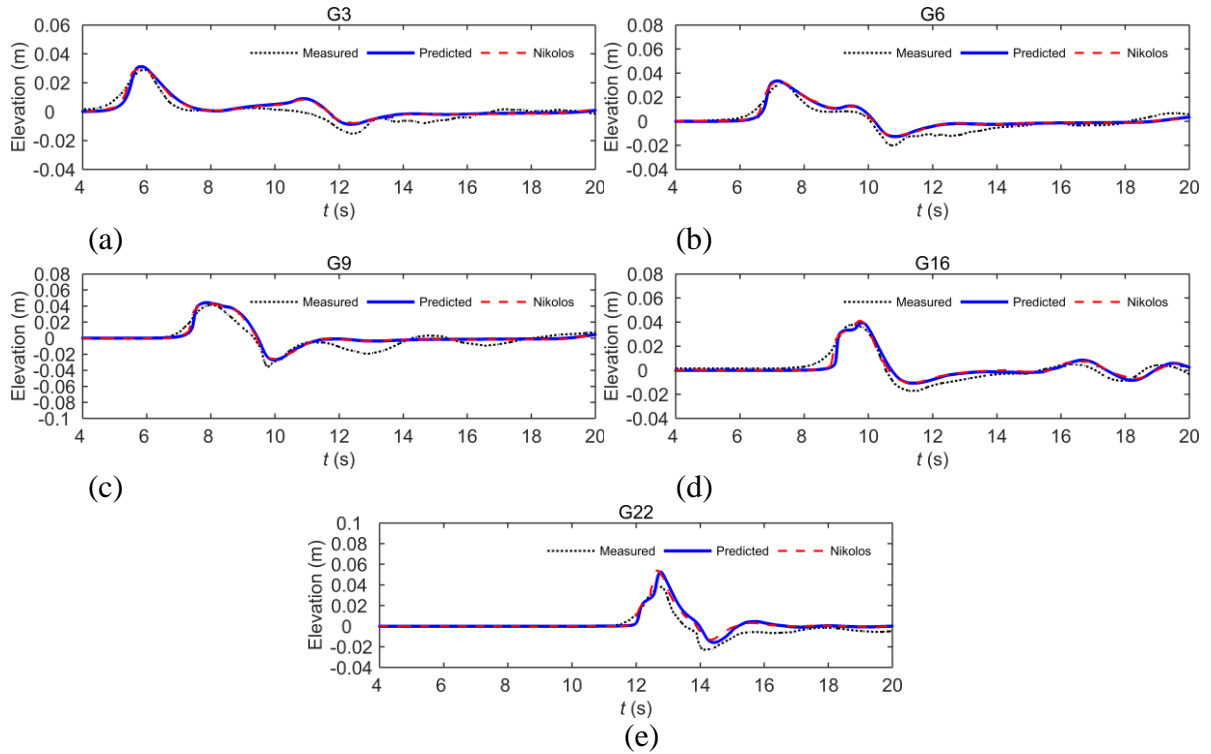 G3
0.06
0.04
0.02
0
-0.02
-0.04
Elevation (m)
Measured Predicted Nikolos
4 6 8 10 12 14 16 18 20
t (s)
(a)
G6
0.08
0.06
0.04
0.02
0
-0.02
-0.04
Elevation (m)
Measured Predicted Nikolos
4 6 8 10 12 14 16 18 20
t (s)
(b)
G9
0.08
0.06
0.04
0.02
0
-0.02
-0.04
-0.06
-0.08
-0.1
Elevation (m)
Measured Predicted Nikolos
4 6 8 10 12 14 16 18 20
t (s)
(c)
G16
0.08
0.06
0.04
0.02
0
-0.02
-0.04
Elevation (m)
Measured Predicted Nikolos
4 6 8 10 12 14 16 18 20
t (s)
(d)
G22
0.1
0.08
0.06
0.04
0.02
0
-0.02
-0.04
Elevation (m)
Measured Predicted Nikolos
4 6 8 10 12 14 16 18 20
t (s)
(e)